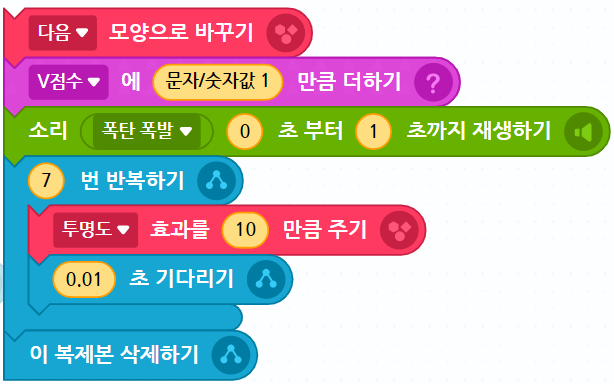 다음 모양으로 바꾸기
V점수 에 문자/숫자값 1 만큼 더하기 ?
소리 폭탄 폭발 0 초 부터 1 초까지 재생하기
7 번 반복하기
투명도 효과를 10 만큼 주기
0.01 초 기다리기
이 복제본 삭제하기